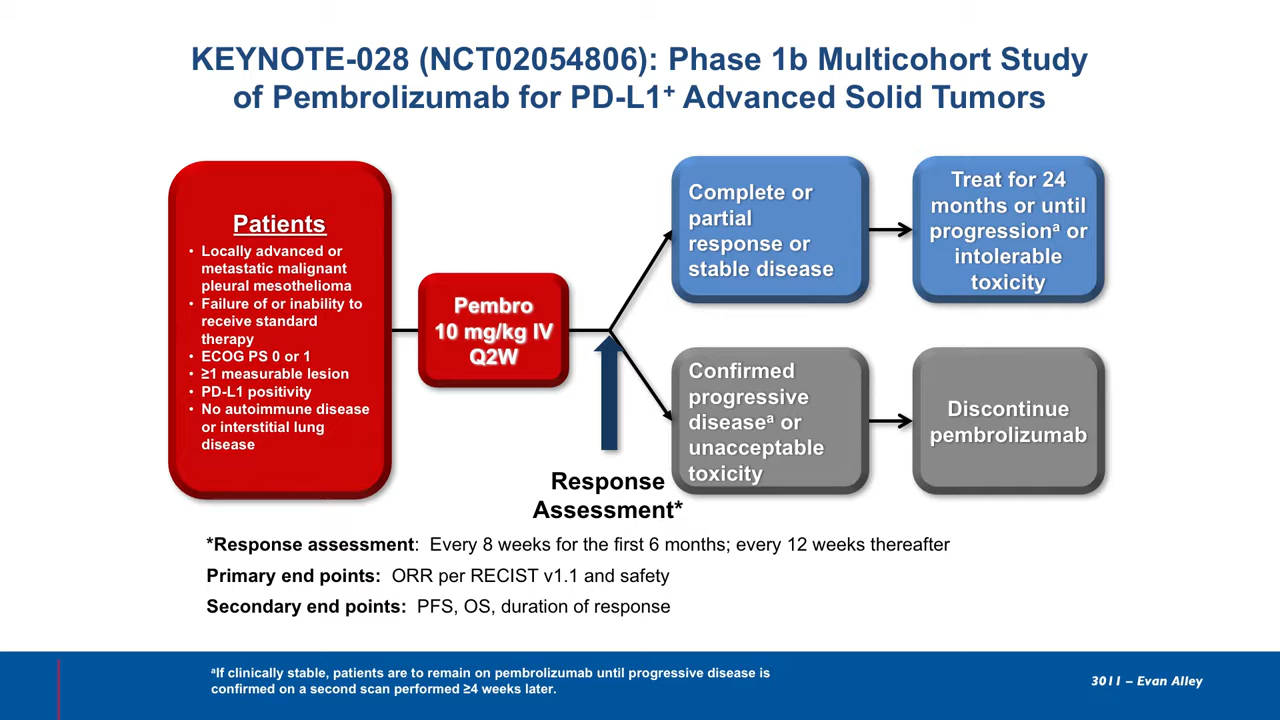 KEYNOTE-028 (NCT02054806): Phase 1b Multicohort Study
of Pembrolizumab for PD-L1⁺ Advanced Solid Tumors
Patients
• Locally advanced or
metastatic malignant
pleural mesothelioma
• Failure of or inability to
receive standard
therapy
• ECOG PS 0 or 1
• ≥1 measurable lesion
• PD-L1 positivity
• No autoimmune disease
or interstitial lung
disease
Pembro
10 mg/kg IV
Q2W
Complete or
partial
response or
stable disease
Treat for 24
months or until
progressionᵃ or
intolerable
toxicity
Confirmed
progressive
diseaseᵃ or
unacceptable
toxicity
Discontinue
pembrolizumab
Response
Assessment*
*Response assessment: Every 8 weeks for the first 6 months; every 12 weeks thereafter
Primary end points: ORR per RECIST v1.1 and safety
Secondary end points: PFS, OS, duration of response
ᵃIf clinically stable, patients are to remain on pembrolizumab until progressive disease is
confirmed on a second scan performed ≥4 weeks later.
3011 – Evan Alley